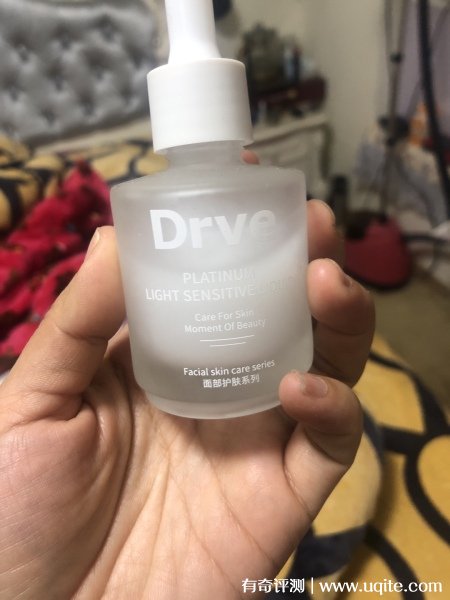 Drve
PLATINUM
LIGHT SENSITIVE
Care For Skin
Moment Of Beauty
Facial skin care series
面部护肤系列
有奇评测 | www.uqite.com